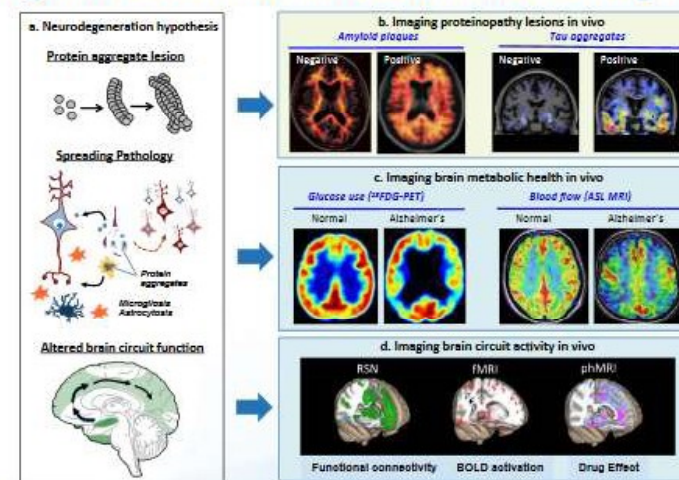 a. Neurodegeneration hypothesis
Protein aggregate lesion
Spreading Pathology
Protein
aggregates
Microgliosis
Astrocytosis
Altered brain circuit function
b. Imaging proteinopathy lesions in vivo
Amyloid plaques
Tau aggregates
Negative
Positive
Negative
Positive
c. Imaging brain metabolic health in vivo
Glucose use (¹⁸FDG-PET)
Blood flow (ASL MRI)
Normal
Alzheimer's
Normal
Alzheimer's
d. Imaging brain circuit activity in vivo
RSN
fMRI
phMRI
Functional connectivity
BOLD activation
Drug Effect